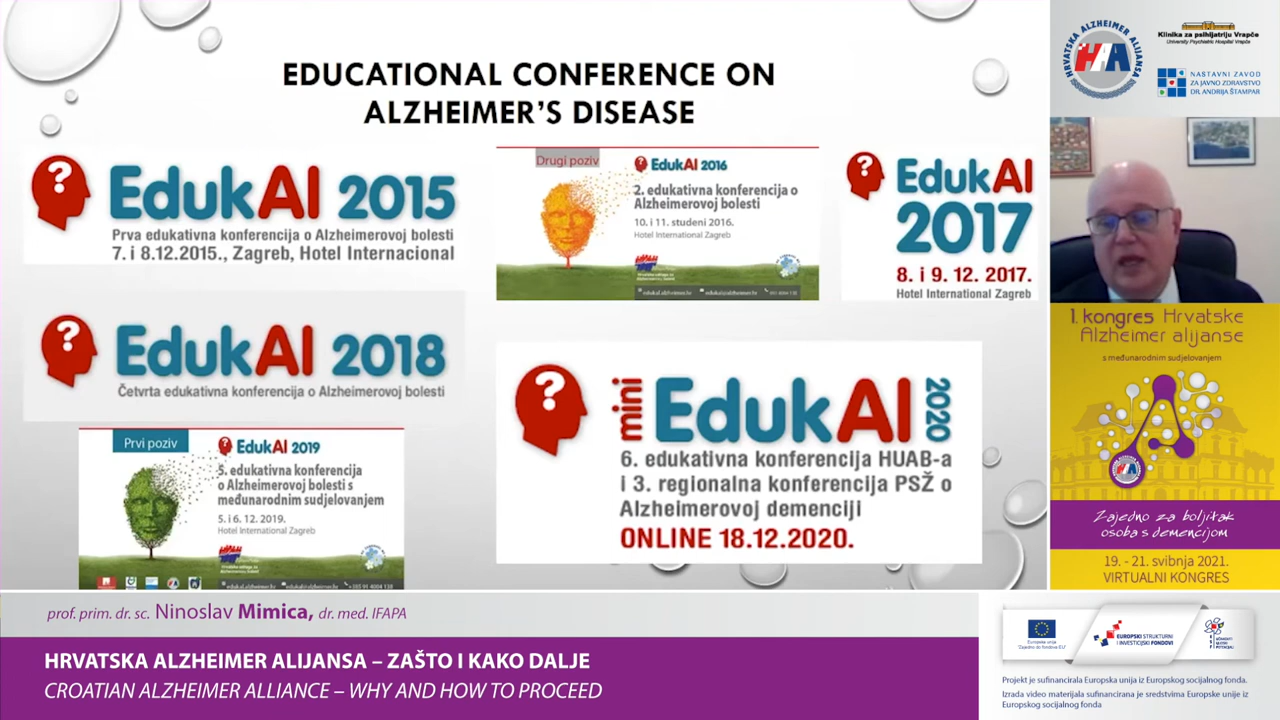 EDUCATIONAL CONFERENCE ON
ALZHEIMER'S DISEASE
EdukAl 2015
Prva edukativna konferencija o Alzheimerovoj bolesti
7. i 8.12.2015., Zagreb, Hotel Internacional
Drugi poziv
EdukAl 2016
2. edukativna konferencija o
Alzheimerovoj bolesti
10. i 11. studeni 2016.
Hotel International Zagreb
EdukAl
2017
8. i 9. 12. 2017.
Hotel International Zagreb
EdukAl 2018
Četvrta edukativna konferencija o Alzheimerovoj bolesti
Prvi poziv
EdukAl 2019
5. edukativna konferencija
o Alzheimerovoj bolesti s
međunarodnim sudjelovanjem
5. i 6. 12. 2019.
Hotel International Zagreb
mini EdukAl 2020
6. edukativna konferencija HUAB-a
i 3. regionalna konferencija PSŽ o
Alzheimerovoj demenciji
ONLINE 18.12.2020.
HRVATSKA ALZHEIMER ALIJANSA
HAA
Klinika za psihijatriju Vrapče
University Psychiatric Hospital Vrapče
NASTAVNI ZAVOD
ZA JAVNO ZDRAVSTVO
DR. ANDRIJA ŠTAMPAR
1. kongres Hrvatske
Alzheimer alijanse
s međunarodnim sudjelovanjem
HAA
Zajedno za boljitak
osoba s demencijom
19. - 21. svibnja 2021.
VIRTUALNI KONGRES
prof. prim. dr. sc. Ninoslav Mimica, dr. med. IFAPA
HRVATSKA ALZHEIMER ALIJANSA – ZAŠTO I KAKO DALJE
CROATIAN ALZHEIMER ALLIANCE – WHY AND HOW TO PROCEED
EUROPSKI STRUKTURNI
I INVESTICIJSKI FONDOVI
Projekt je sufinancirala Europska unija iz Europskog socijalnog fonda.
Izrada video materijala sufinancirana je sredstvima Europske unije iz
Europskog socijalnog fonda